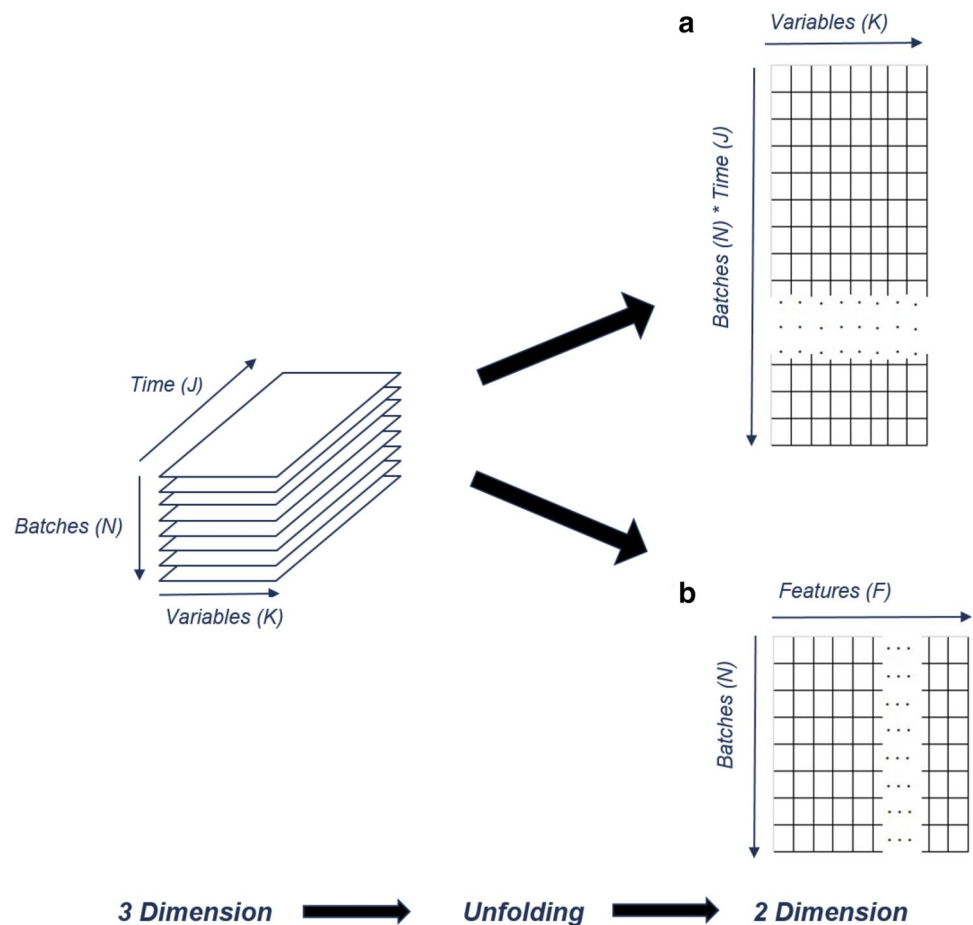 a
Variables (K)
Batches (N) * Time (J)
Time (J)
Batches (N)
Variables (K)
b
Features (F)
Batches (N)
3 Dimension
Unfolding
2 Dimension